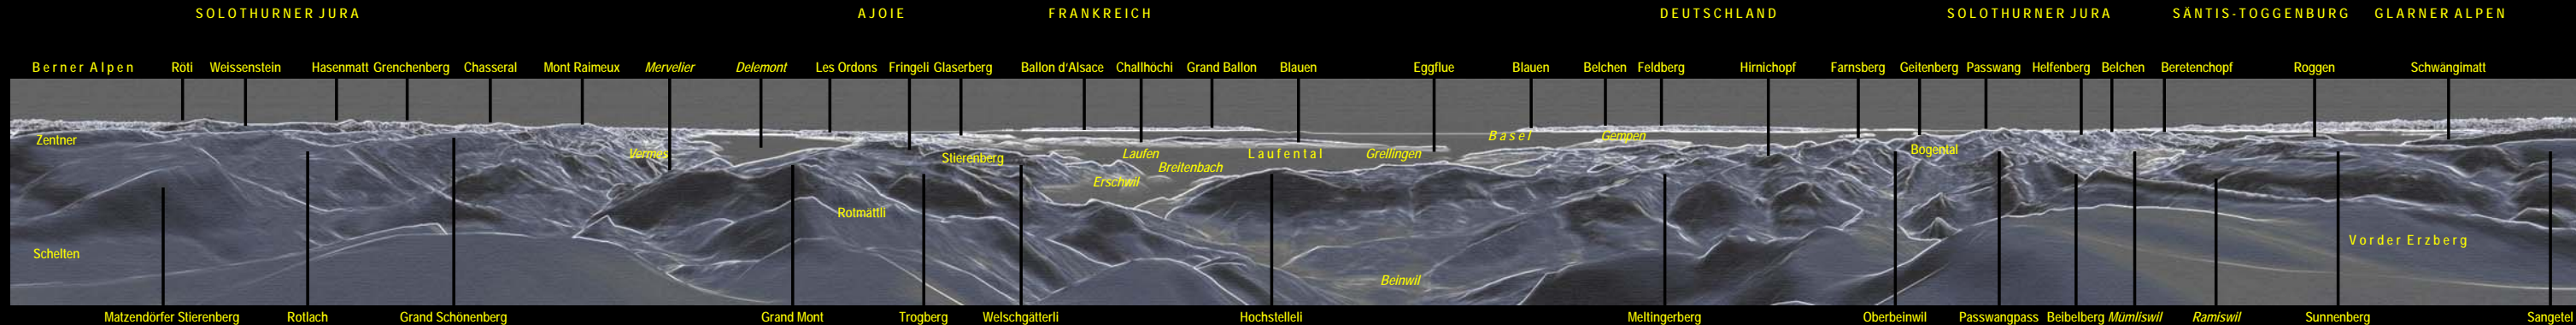 SOLOTHURNER JURA AJOIE FRANKREICH DEUTSCHLAND SOLOTHURNER JURA SÄNTIS-TOGGENBURG GLARNER ALPEN
Berner Alpen Röti Weissenstein Hasenmatt Grenchenberg Chasseral Mont Raimeux Mervelier Delemont Les Ordons Fringeli Glaserberg Ballon d'Alsace Challhöchi Grand Ballon Blauen Eggflue Blauen Belchen Feldberg Hirnichopf Farnsberg Geitenberg Passwang Helfenberg Belchen Beretenchopf Roggen Schwängimatt
Basel Gempen
Zentner
Bogental
Vermes Laufen Laufental Grellingen
Stierenberg
Breitenbach
Erschwil
Rotmättli
Vorder Erzberg
Schelten
Beinwil
Matzendörfer Stierenberg Rotlach Grand Schönenberg Grand Mont Trogberg Welschgätterli Hochstelleli Meltingerberg Oberbeinwil Passwangpass Beibelberg Mümliswil Ramiswil Sunnenberg Sangetel